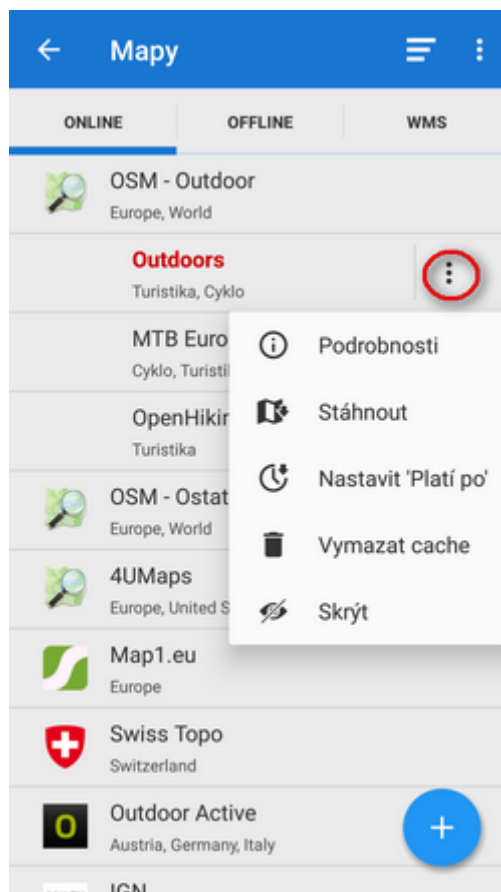 Mapy
ONLINE
OFFLINE
WMS
OSM - Outdoor
Europe, World
Outdoors
Turistika, Cyklo
MTB Euro
Cyklo, Turisti
OpenHikin
Turistika
OSM - Ostat
Europe, World
4UMaps
Europe, United S
Podrobnosti
Stáhnout
Nastavit 'Platí po'
Vymazat cache
Skrýt
Map1.eu
Europe
Swiss Topo
Switzerland
O
Outdoor Active
Austria, Germany, Italy
IGN